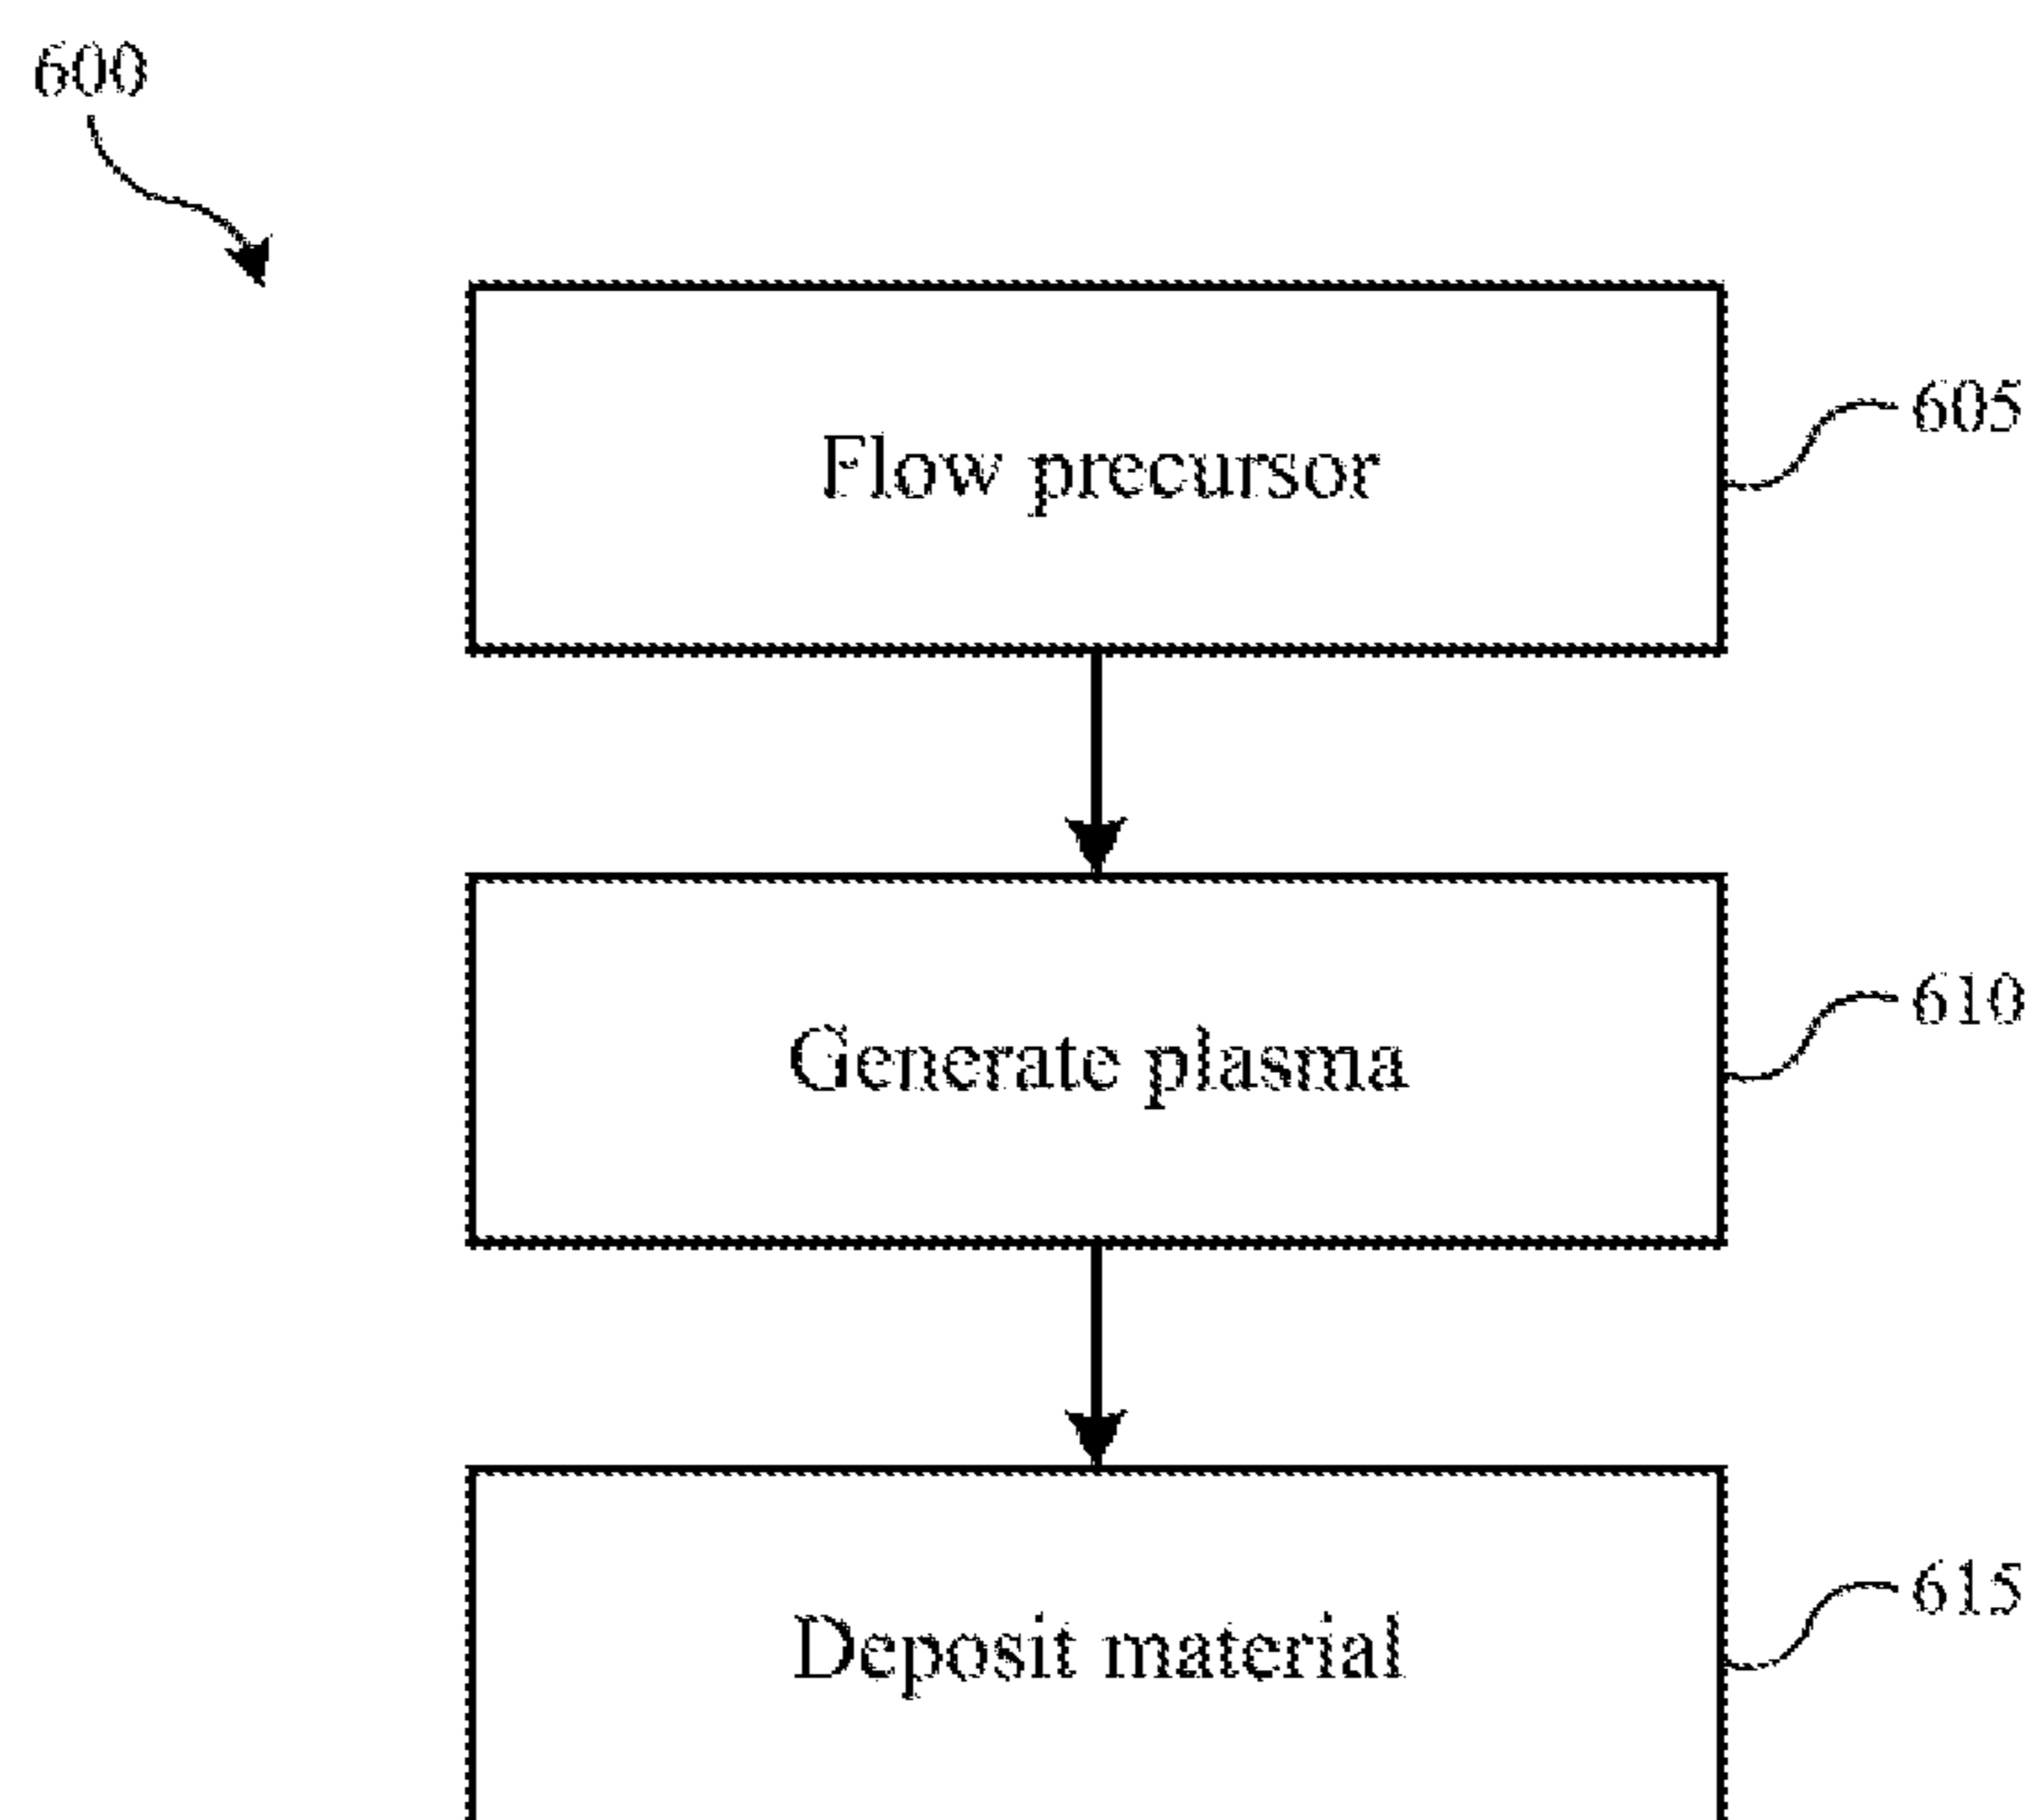 600
Flow precursor
605
Generate plasma
610
Deposit material
615